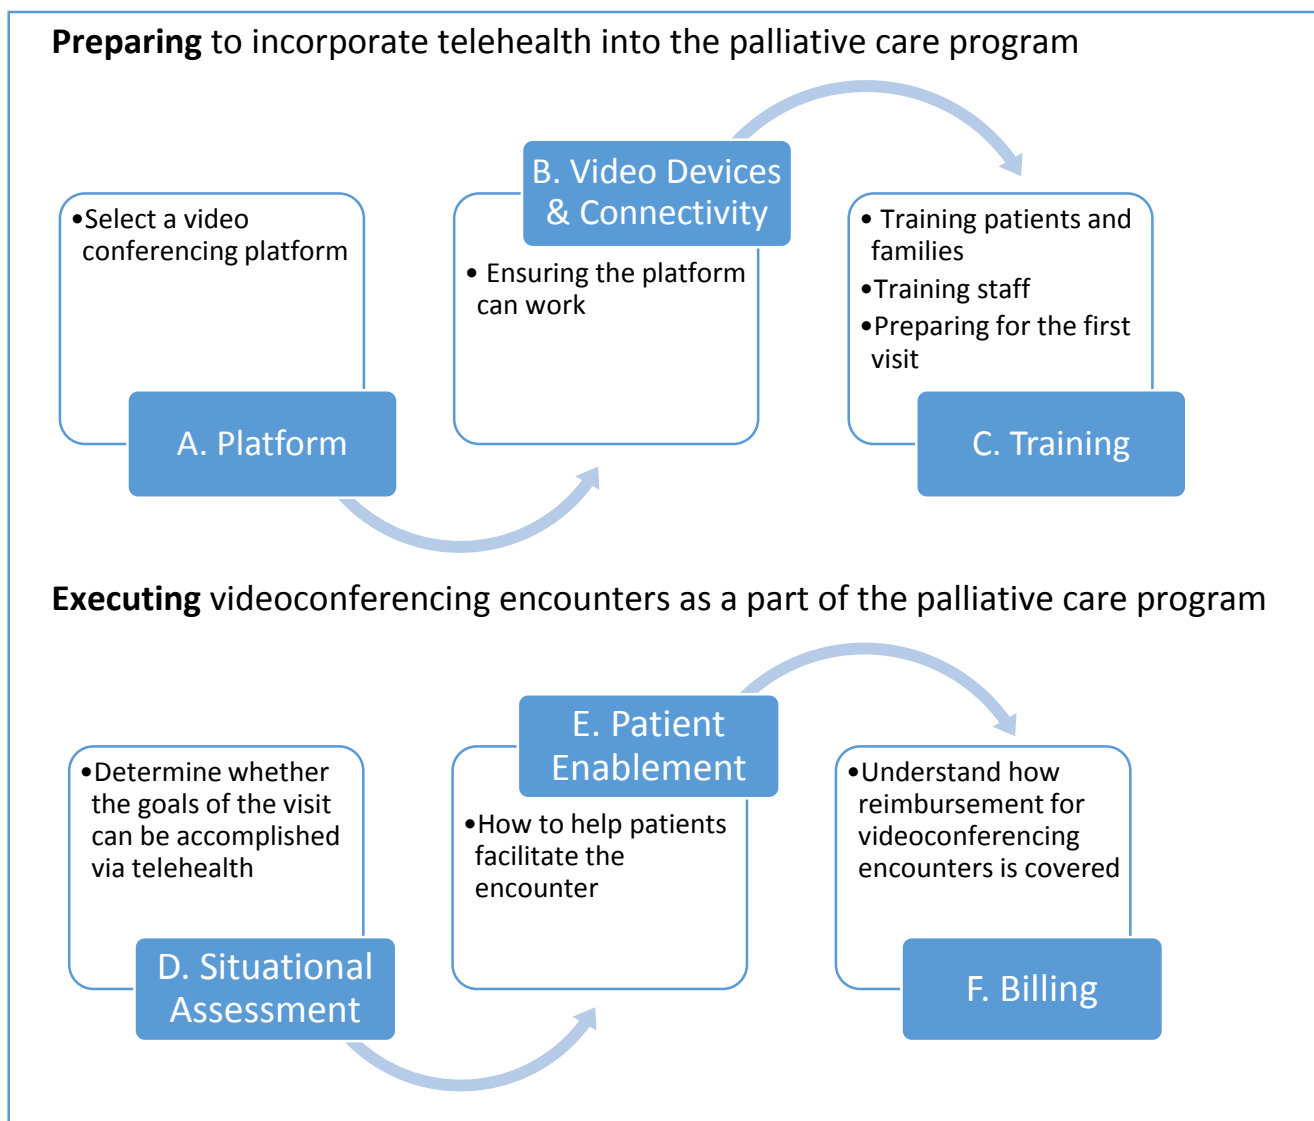 Preparing to incorporate telehealth into the palliative care program
•Select a video
conferencing platform
A. Platform
B. Video Devices
& Connectivity
• Ensuring the platform
can work
• Training patients and
families
•Training staff
•Preparing for the first
visit
C. Training
Executing videoconferencing encounters as a part of the palliative care program
•Determine whether
the goals of the visit
can be accomplished
via telehealth
D. Situational
Assessment
E. Patient
Enablement
•How to help patients
facilitate the
encounter
•Understand how
reimbursement for
videoconferencing
encounters is covered
F. Billing